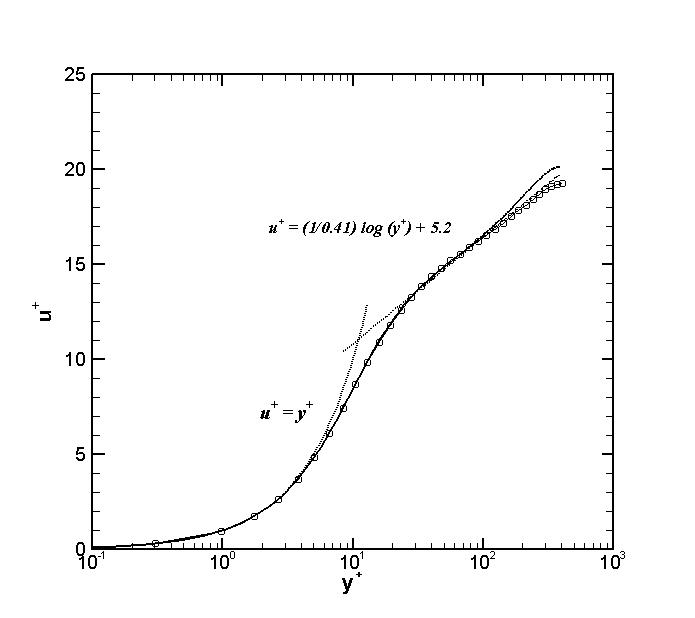 25
20
u⁺ = (1/0.41) log (y⁺) + 5.2
15
u⁺
10
u⁺ = y⁺
5
0
10⁻¹ 10⁰ 10¹ 10² 10³
y⁺